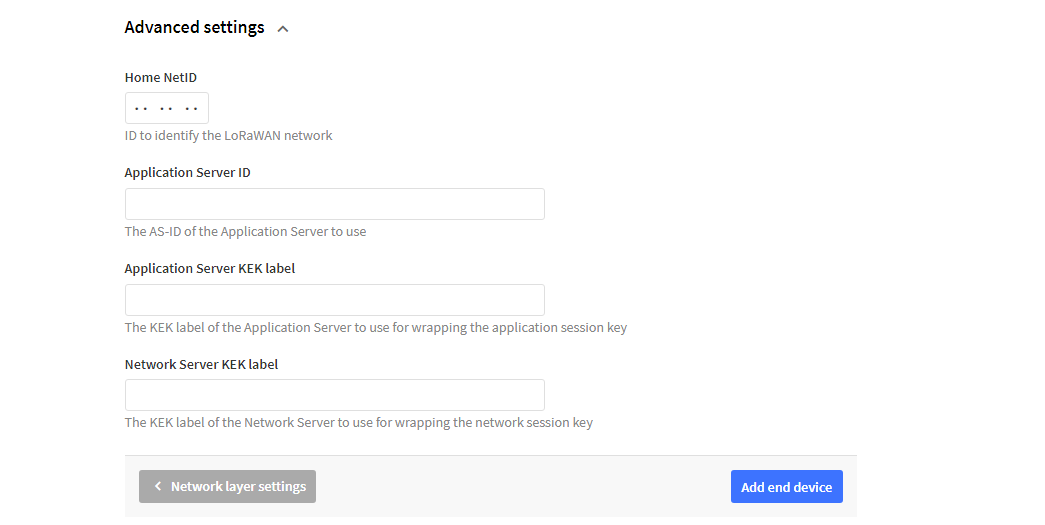 Advanced settings
Home NetID
·· ·· ··
ID to identify the LoRaWAN network
Application Server ID
The AS-ID of the Application Server to use
Application Server KEK label
The KEK label of the Application Server to use for wrapping the application session key
Network Server KEK label
The KEK label of the Network Server to use for wrapping the network session key
Network layer settings
Add end device